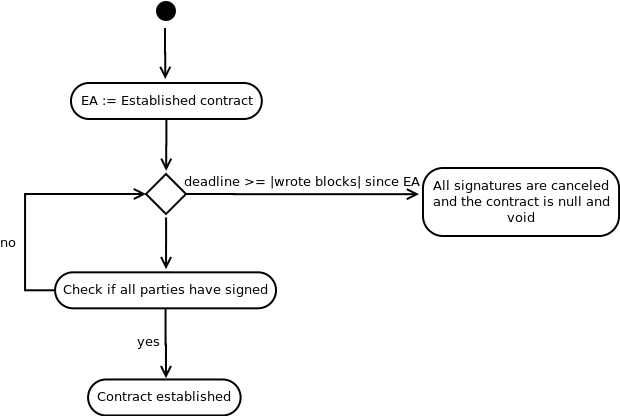 EA := Established contract
deadline >= |wrote blocks| since EA
All signatures are canceled
and the contract is null and
void
no
Check if all parties have signed
yes
Contract established